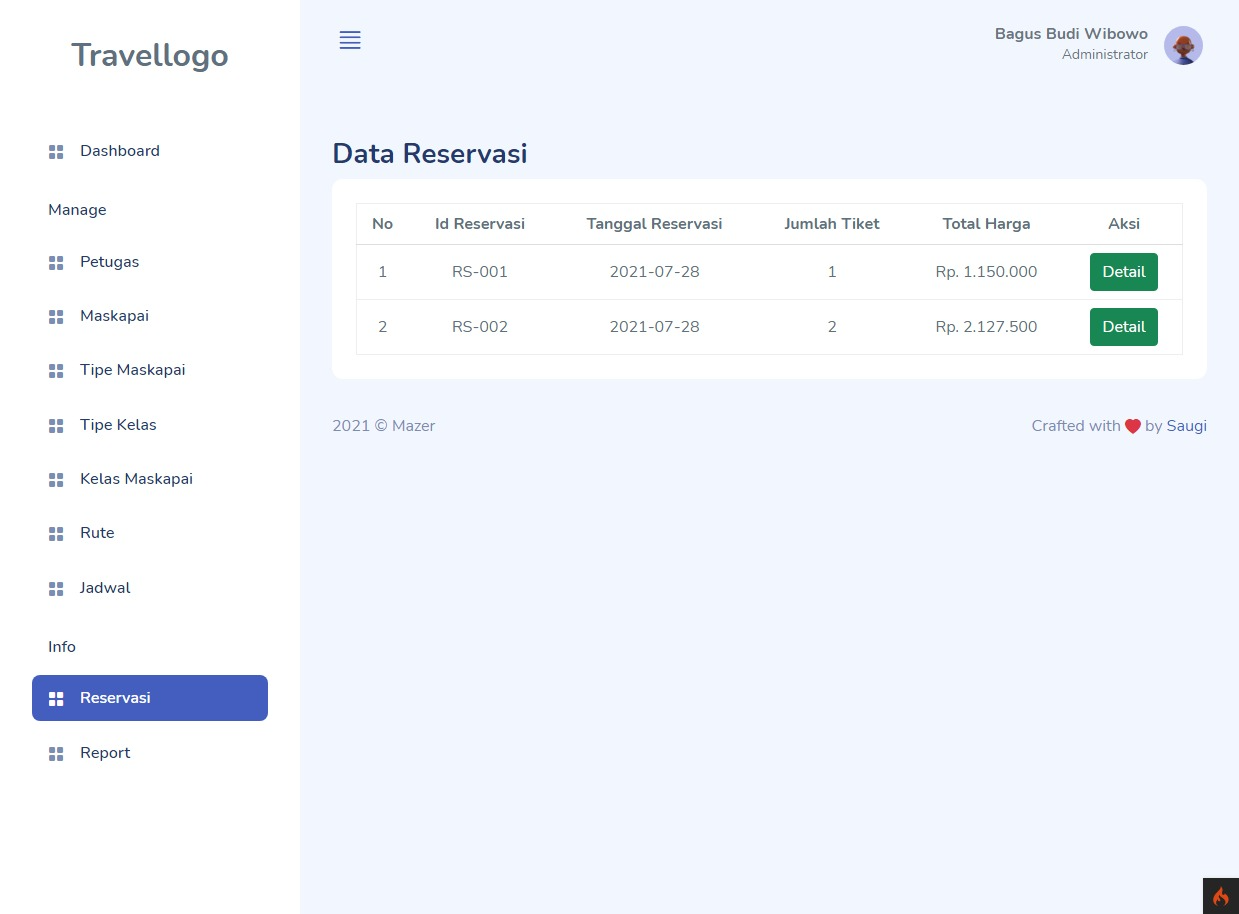 Travellogo
Dashboard
Manage
Petugas
Maskapai
Tipe Maskapai
Tipe Kelas
Kelas Maskapai
Rute
Jadwal
Info
Reservasi
Report
Bagus Budi Wibowo
Administrator
Data Reservasi
No Id Reservasi Tanggal Reservasi Jumlah Tiket Total Harga Aksi
1 RS-001 2021-07-28 1 Rp. 1.150.000 Detail
2 RS-002 2021-07-28 2 Rp. 2.127.500 Detail
2021 © Mazer
Crafted with ❤ by Saugi